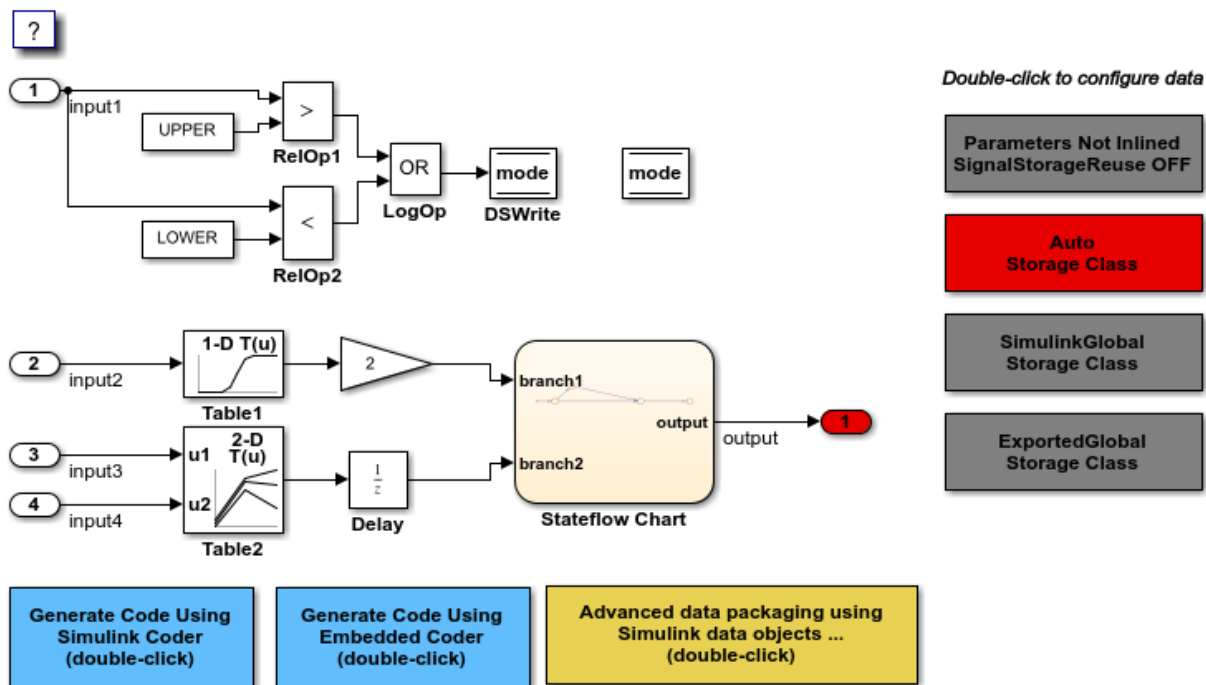 ?
1
input1
UPPER
>
RelOp1
LOWER
<
RelOp2
OR
LogOp
mode
DSWrite
mode
2
input2
1-D T(u)
Table1
2
3
input3
4
input4
u1
u2
2-D
T(u)
Table2
1
z
Delay
branch1
branch2
output
Stateflow Chart
output
1
Double-click to configure data
Parameters Not Inlined
SignalStorageReuse OFF
Auto
Storage Class
SimulinkGlobal
Storage Class
ExportedGlobal
Storage Class
Generate Code Using
Simulink Coder
(double-click)
Generate Code Using
Embedded Coder
(double-click)
Advanced data packaging using
Simulink data objects ...
(double-click)